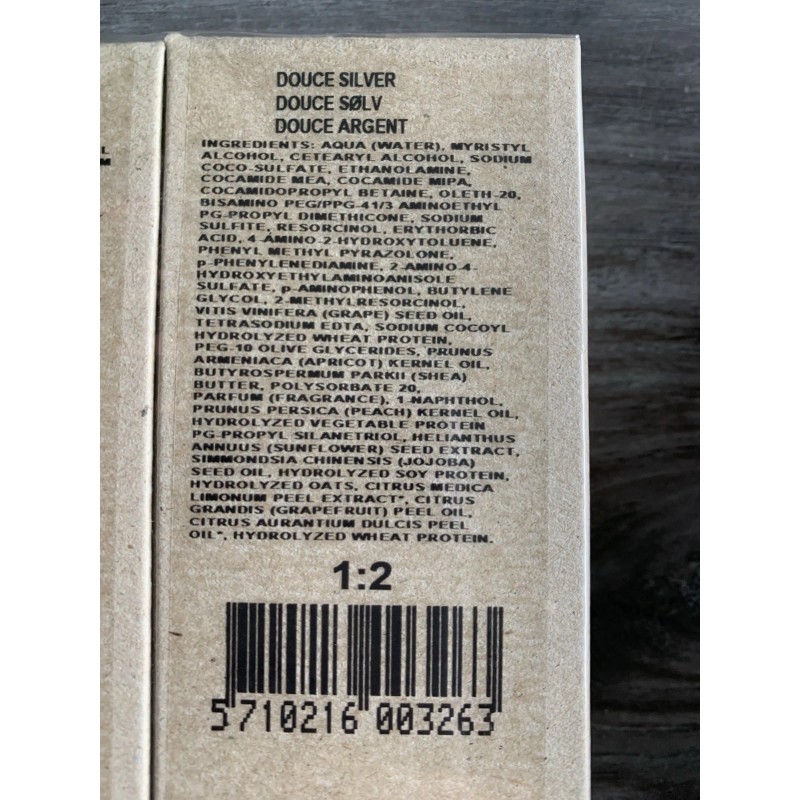 DOUCE SILVER
DOUCE SØLV
DOUCE ARGENT
INGREDIENTS: AQUA (WATER), MYRISTYL
ALCOHOL, CETEARYL ALCOHOL, SODIUM
COCO-SULFATE, ETHANOLAMINE,
COCAMIDE MEA, COCAMIDE MIPA,
COCAMIDOPROPYL BETAINE, OLETH-20,
BISAMINO PEG/PPG-41/3 AMINOETHYL
PG-PROPYL DIMETHICONE, SODIUM
SULFITE, RESORCINOL, ERYTHORBIC
ACID, 4-AMINO-2-HYDROXYTOLUENE,
PHENYL METHYL PYRAZOLONE,
p-PHENYLENEDIAMINE, 2-AMINO-4-
HYDROXYETHYLAMINOANISOLE
SULFATE, p-AMINOPHENOL, BUTYLENE
GLYCOL, 2-METHYLRESORCINOL,
VITIS VINIFERA (GRAPE) SEED OIL,
TETRASODIUM EDTA, SODIUM COCOYL
HYDROLYZED WHEAT PROTEIN,
PEG-10 OLIVE GLYCERIDES, PRUNUS
ARMENIACA (APRICOT) KERNEL OIL,
BUTYROSPERMUM PARKII (SHEA)
BUTTER, POLYSORBATE 20,
PARFUM (FRAGRANCE), 1-NAPHTHOL,
PRUNUS PERSICA (PEACH) KERNEL OIL,
HYDROLYZED VEGETABLE PROTEIN
PG-PROPYL SILANETRIOL, HELIANTHUS
ANNUUS (SUNFLOWER) SEED EXTRACT,
SIMMONDSIA CHINENSIS (JOJOBA)
SEED OIL, HYDROLYZED SOY PROTEIN,
HYDROLYZED OATS, CITRUS MEDICA
LIMONUM PEEL EXTRACT*, CITRUS
GRANDIS (GRAPEFRUIT) PEEL OIL,
CITRUS AURANTIUM DULCIS PEEL
OIL*, HYDROLYZED WHEAT PROTEIN.
1:2
5 710216 003263